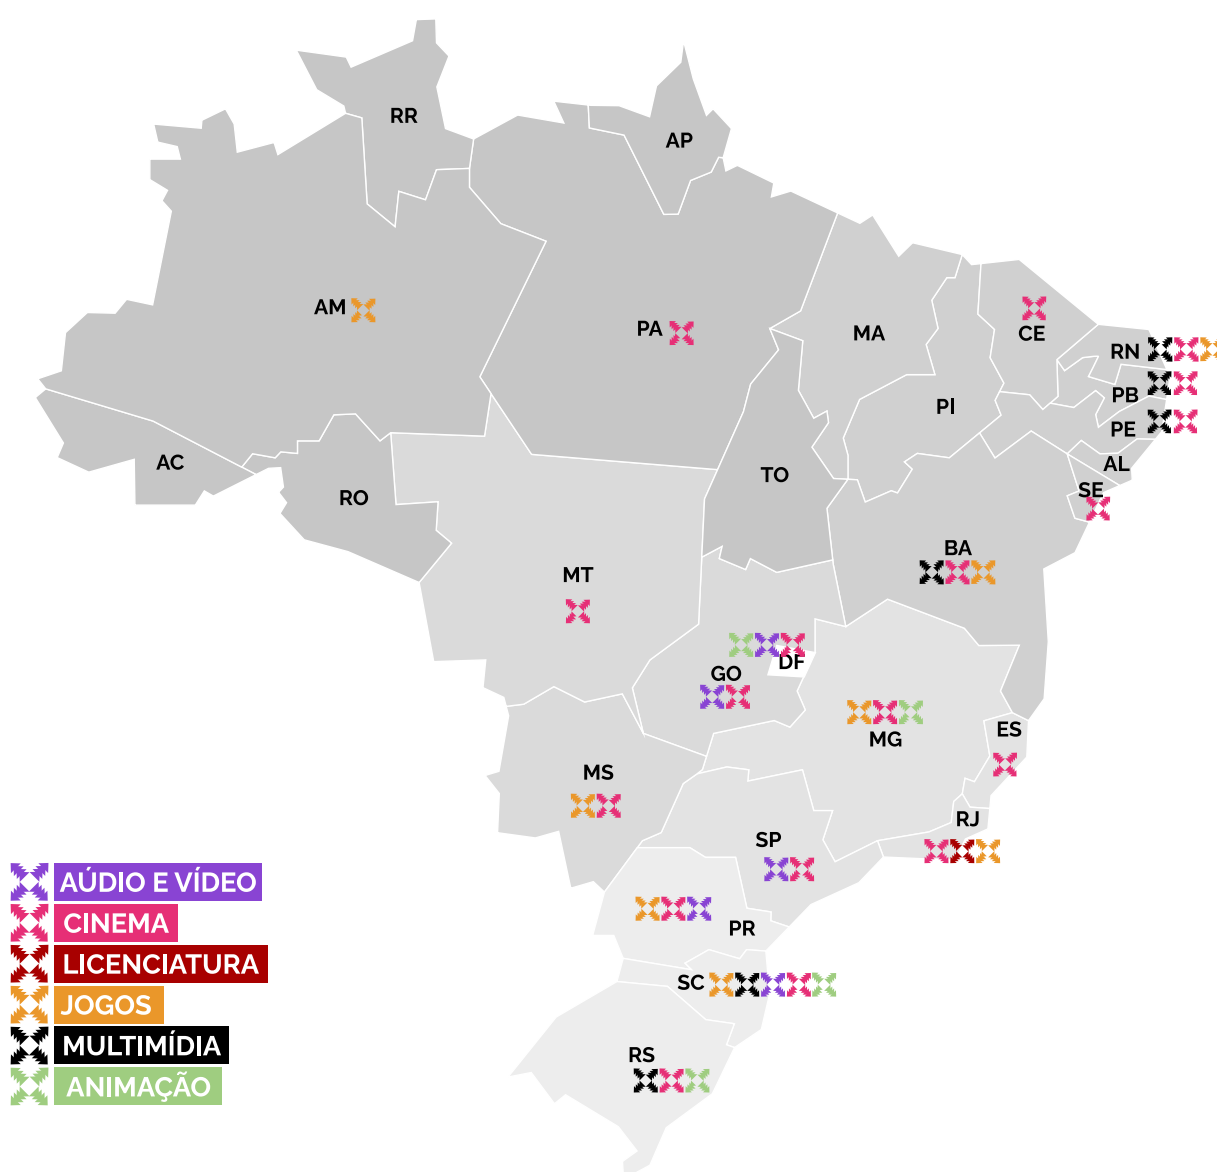 RR
AP
AM
PA
MA
CE
RN
PI
PB
PE
AL
SE
AC
RO
TO
BA
MT
DF
GO
MG
ES
MS
RJ
SP
PR
SC
RS
AÚDIO E VÍDEO
CINEMA
LICENCIATURA
JOGOS
MULTIMÍDIA
ANIMAÇÃO